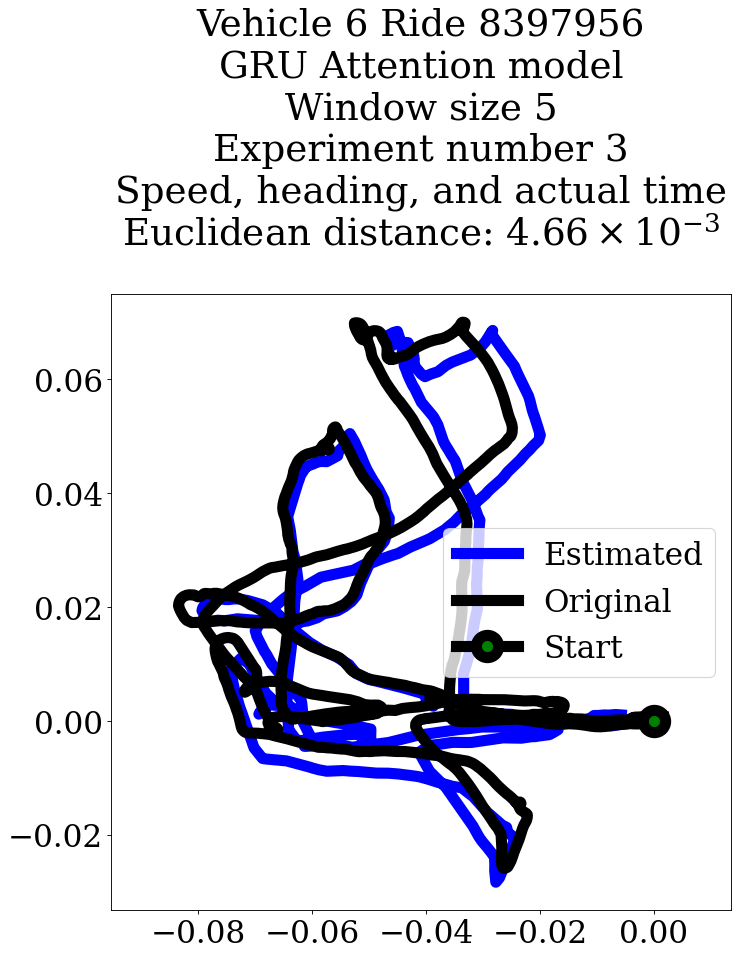 Vehicle 6 Ride 8397956
GRU Attention model
Window size 5
Experiment number 3
Speed, heading, and actual time
Euclidean distance: 4.66 × 10⁻³
0.06
0.04
0.02
0.00
−0.02
Estimated
Original
Start
−0.08 −0.06 −0.04 −0.02 0.00